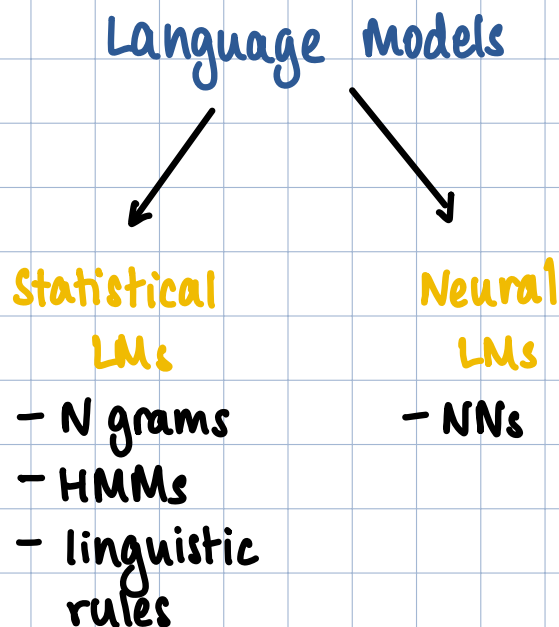 Language Models
Statistical
LMs
- N grams
- HMMs
- linguistic
rules
Neural
LMs
- NNs